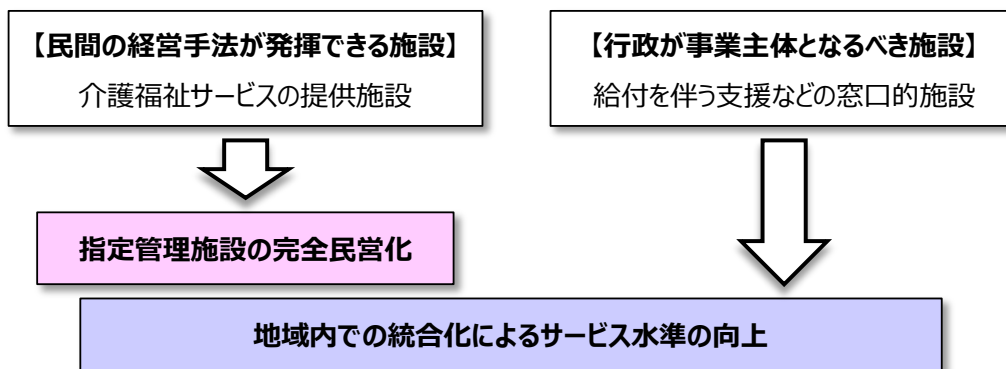 【民間の経営手法が発揮できる施設】
介護福祉サービスの提供施設
【行政が事業主体となるべき施設】
給付を伴う支援などの窓口的施設
指定管理施設の完全民営化
地域内での統合化によるサービス水準の向上